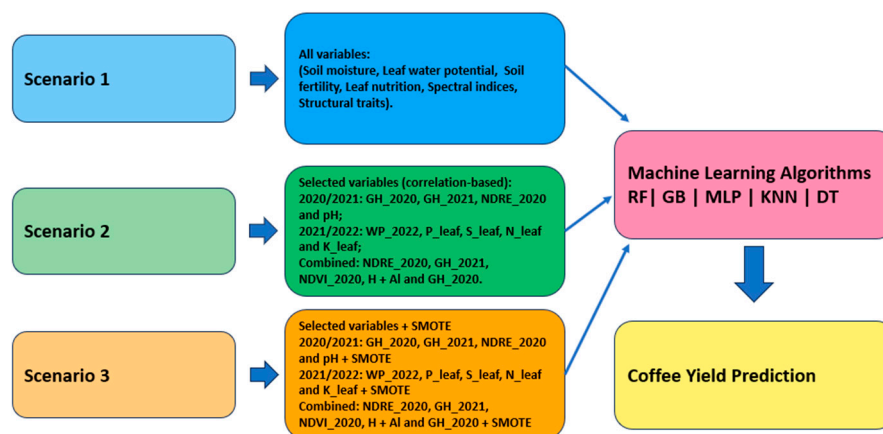 Scenario 1
All variables:
(Soil moisture, Leaf water potential, Soil
fertility, Leaf nutrition, Spectral indices,
Structural traits).
Scenario 2
Selected variables (correlation-based):
2020/2021: GH_2020, GH_2021, NDRE_2020
and pH;
2021/2022: WP_2022, P_leaf, S_leaf, N_leaf
and K_leaf;
Combined: NDRE_2020, GH_2021,
NDVI_2020, H + Al and GH_2020.
Scenario 3
Selected variables + SMOTE
2020/2021: GH_2020, GH_2021, NDRE_2020
and pH + SMOTE
2021/2022: WP_2022, P_leaf, S_leaf, N_leaf
and K_leaf + SMOTE
Combined: NDRE_2020, GH_2021,
NDVI_2020, H + Al and GH_2020 + SMOTE
Machine Learning Algorithms
RF| GB | MLP | KNN | DT
Coffee Yield Prediction